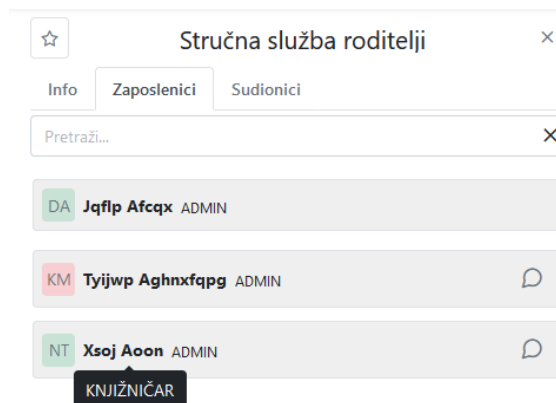 Stručna služba roditelji
Info Zaposlenici Sudionici
Pretraži...
DA Jqflp Afcqx ADMIN
KM Tyijwp Aghnxfqpg ADMIN
NT Xsoj Aoon ADMIN
KNJIŽNIČAR